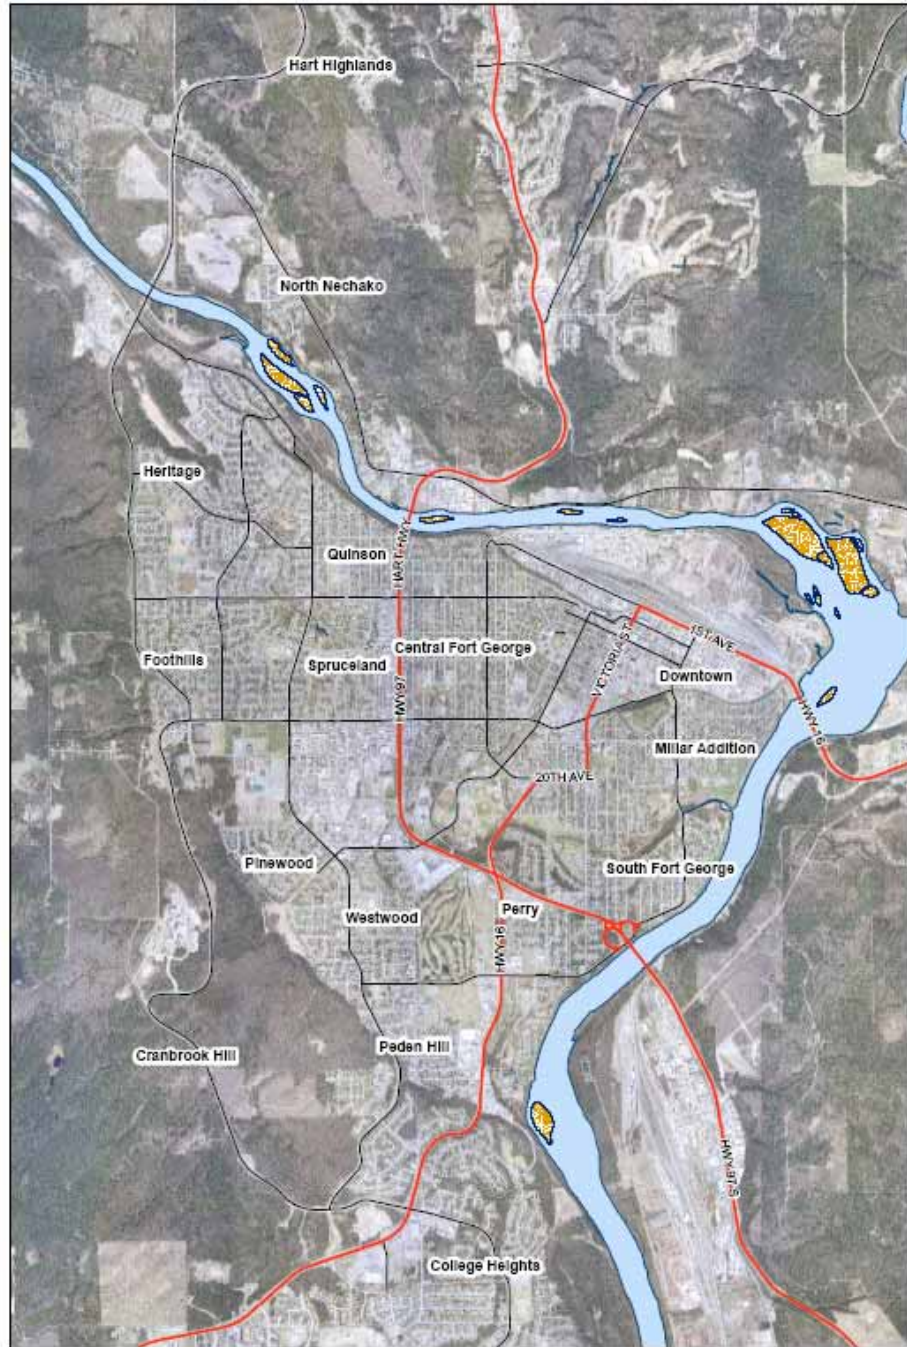 Hart Highlands
North Nechako
Heritage
Quinson
HART HWY
1ST AVE
VICTORIA ST
Central Fort George
Foothills
Spruceland
Downtown
HWY 97
HWY 16
Millar Addition
20TH AVE
Pinewood
South Fort George
Perry
Westwood
HWY 16
Peden Hill
Cranbrook Hill
HWY 97 S
College Heights